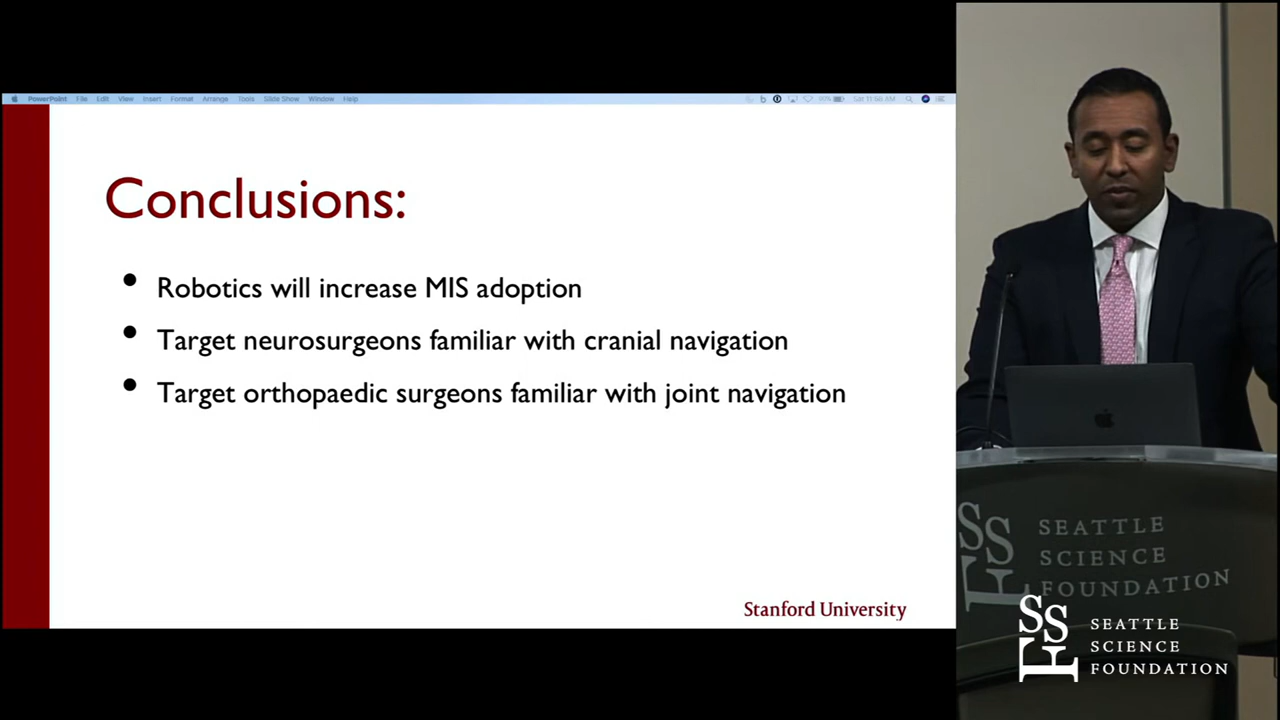 PowerPoint File Edit View Insert Format Arrange Tools Slide Show Window Help
Conclusions:
• Robotics will increase MIS adoption
• Target neurosurgeons familiar with cranial navigation
• Target orthopaedic surgeons familiar with joint navigation
Stanford University
SSF
SEATTLE
SCIENCE
FOUNDATION
SSF
SEATTLE
SCIENCE
FOUNDATION